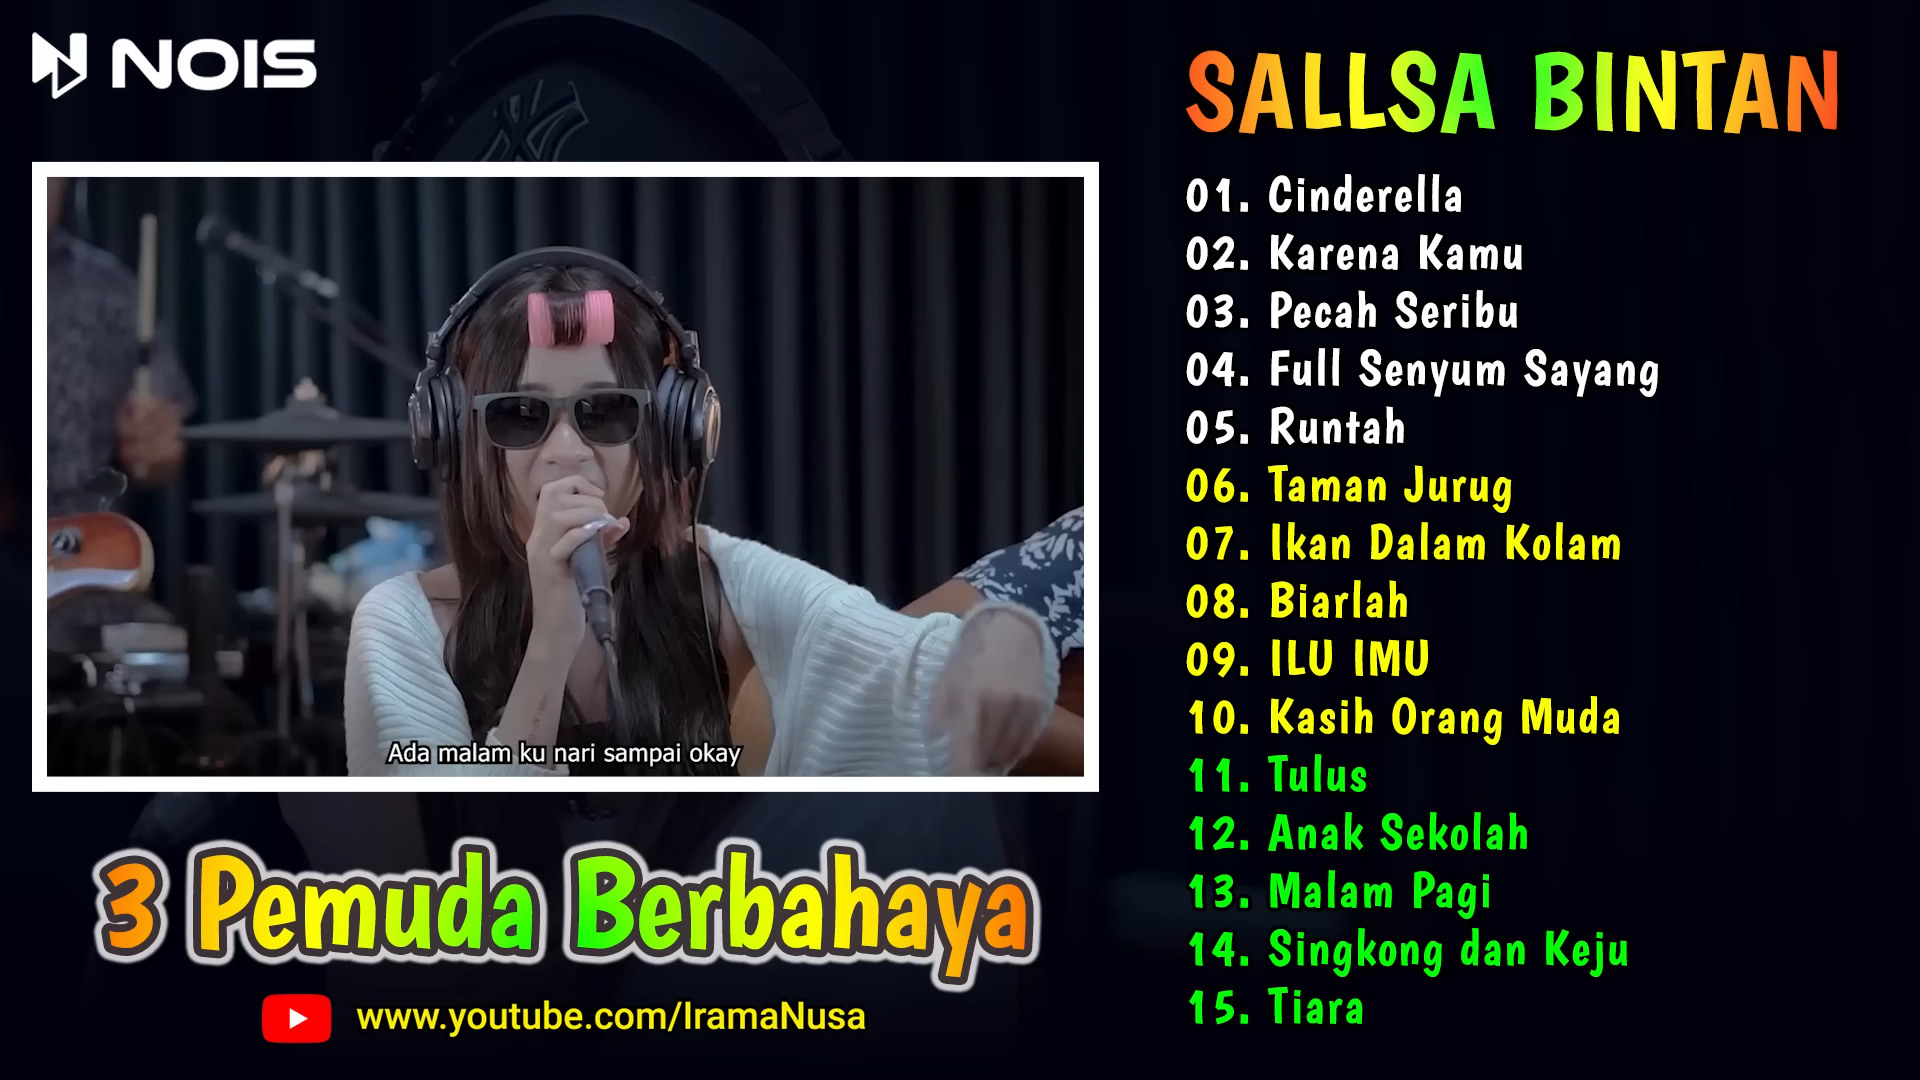 NOIS
SALLSA BINTAN
01. Cinderella
02. Karena Kamu
03. Pecah Seribu
04. Full Senyum Sayang
05. Runtah
06. Taman Jurug
07. Ikan Dalam Kolam
08. Biarlah
09. ILU IMU
10. Kasih Orang Muda
11. Tulus
12. Anak Sekolah
13. Malam Pagi
14. Singkong dan Keju
15. Tiara
Ada malam ku nari sampai okay
3 Pemuda Berbahaya
www.youtube.com/IramaNusa